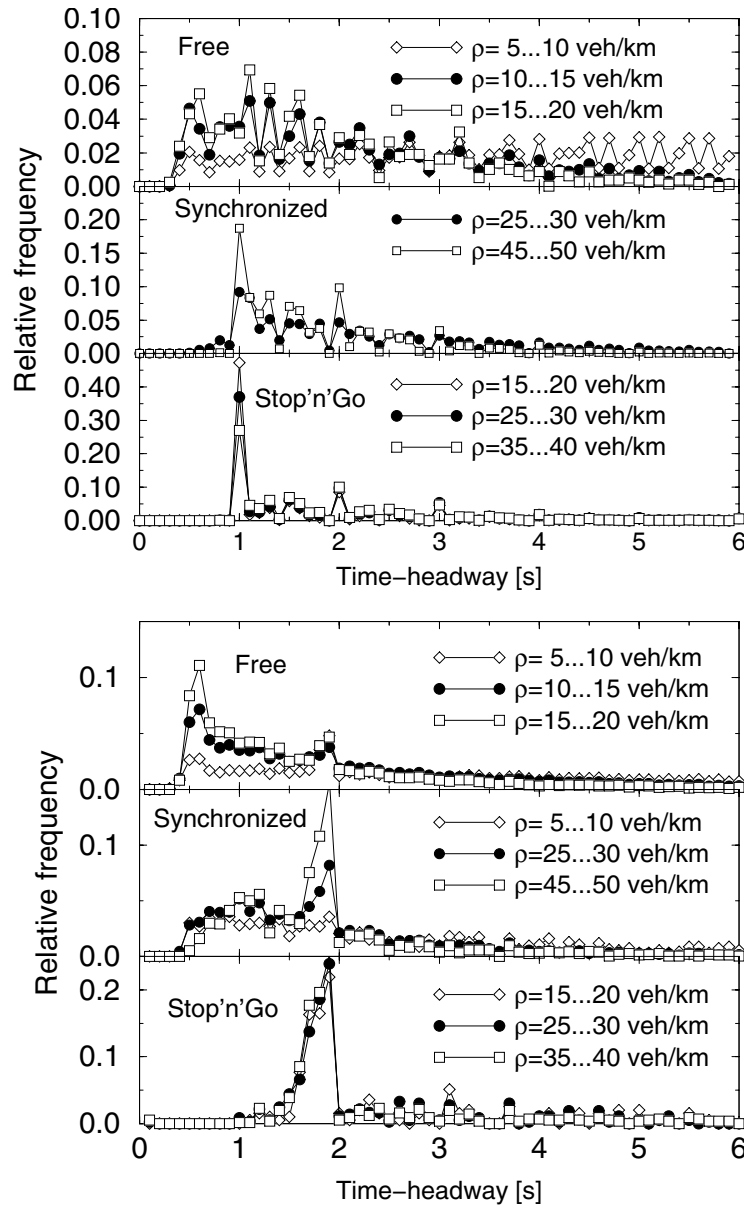 Free
ρ= 5...10 veh/km
ρ=10...15 veh/km
ρ=15...20 veh/km
0.10
0.08
0.06
0.04
0.02
0.00
Synchronized
ρ=25...30 veh/km
ρ=45...50 veh/km
0.20
0.15
0.10
0.05
0.00
Stop'n'Go
ρ=15...20 veh/km
ρ=25...30 veh/km
ρ=35...40 veh/km
0.40
0.30
0.20
0.10
0.00
Relative frequency
0 1 2 3 4 5 6
Time−headway [s]
Free
ρ= 5...10 veh/km
ρ=10...15 veh/km
ρ=15...20 veh/km
0.1
0.0
Synchronized
ρ= 5...10 veh/km
ρ=25...30 veh/km
ρ=45...50 veh/km
0.1
0.0
Stop'n'Go
ρ=15...20 veh/km
ρ=25...30 veh/km
ρ=35...40 veh/km
0.2
0.1
0.0
Relative frequency
0 1 2 3 4 5 6
Time−headway [s]